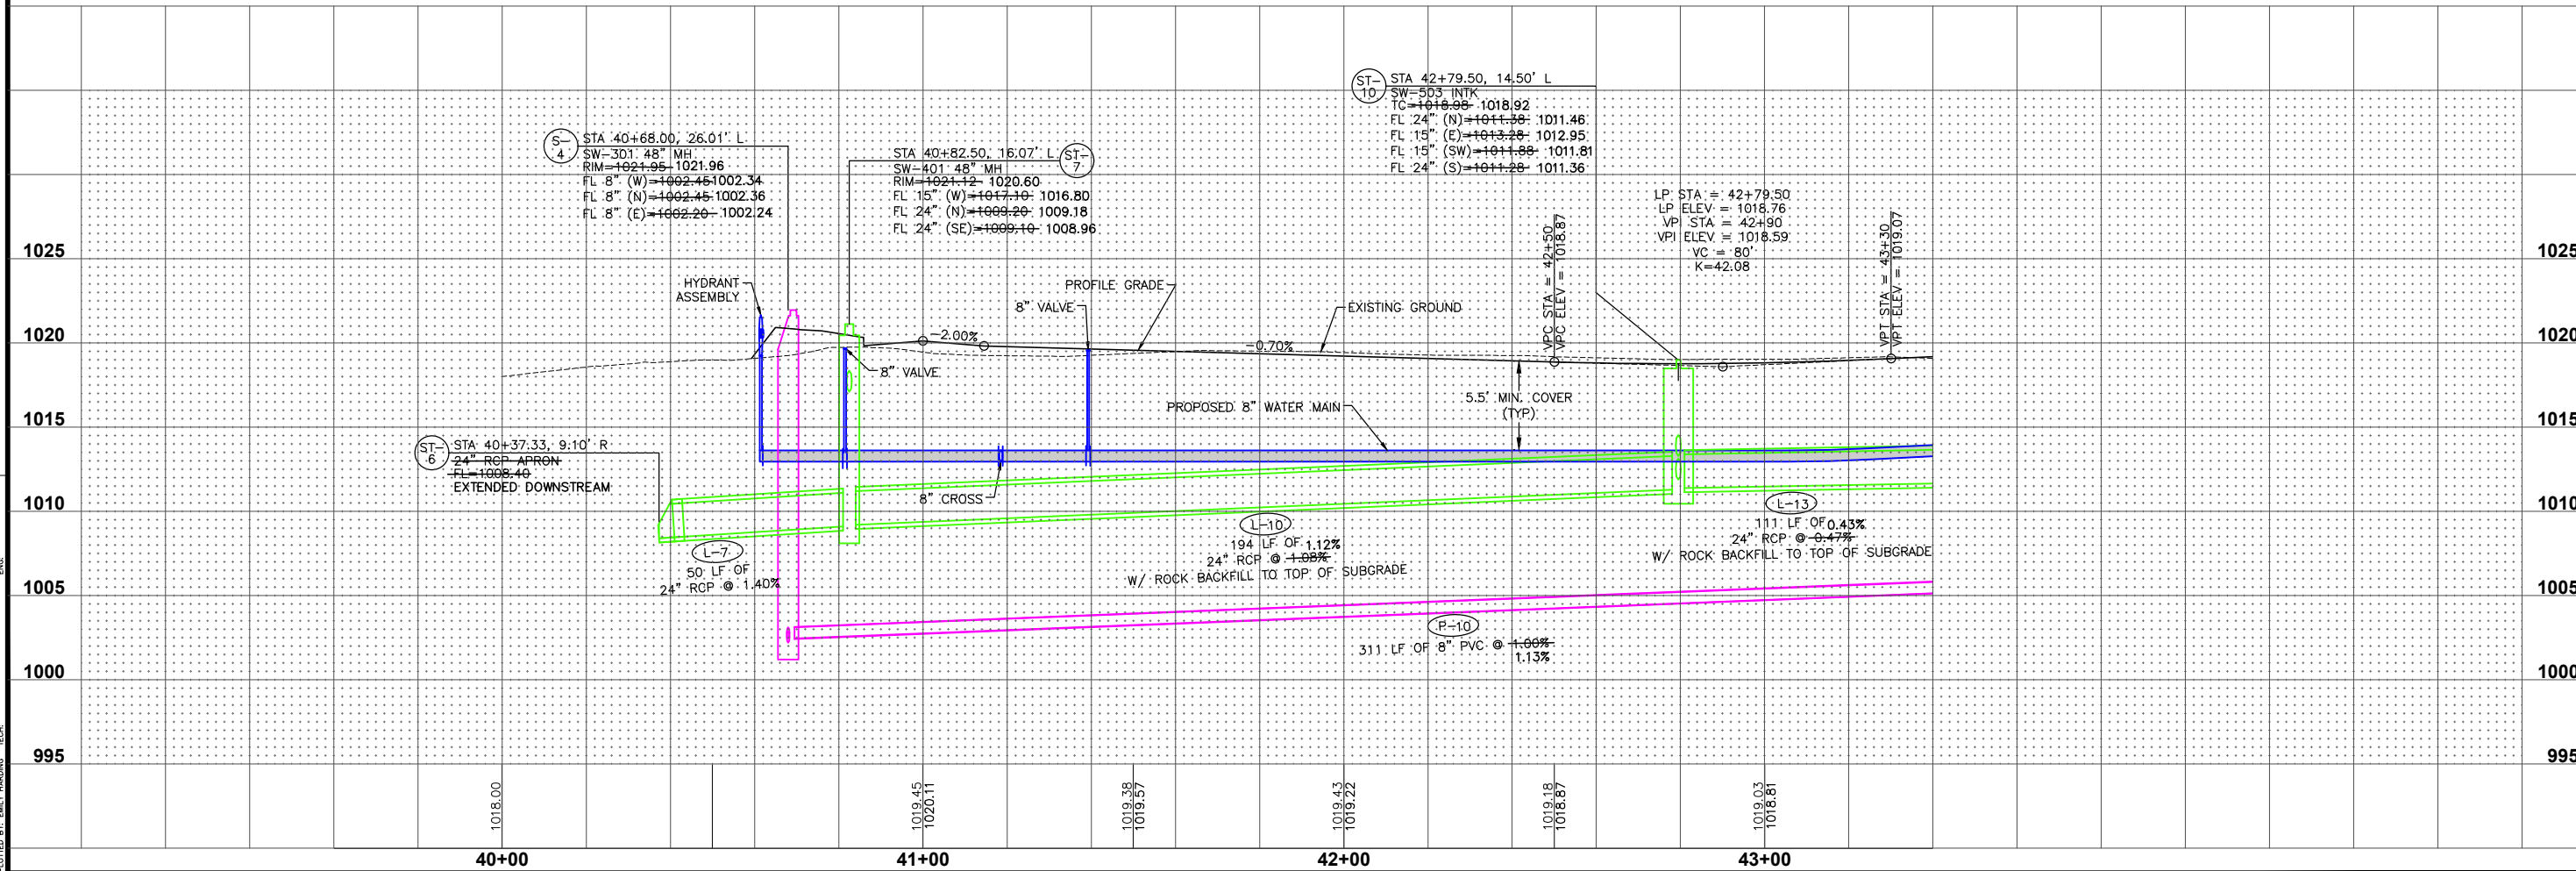 ST-
10
STA 42+79.50, 14.50' L
SW-503 INTK
TC=1018.98 1018.92
FL 24" (N)=1011.38 1011.46
FL 15" (E)=1013.28 1012.95
FL 15" (SW)=1011.88 1011.81
FL 24" (S)=1011.28 1011.36
S-
4
STA 40+68.00, 26.01' L
SW-301 48" MH
RIM=1021.95 1021.96
FL 8" (W)=1002.45 1002.34
FL 8" (N)=1002.45 1002.36
FL 8" (E)=1002.20 1002.24
STA 40+82.50, 16.07' L
ST-
7
SW-401 48" MH
RIM=1021.12 1020.60
FL 15" (W)=1017.10 1016.80
FL 24" (N)=1009.20 1009.18
FL 24" (SE)=1009.10 1008.96
LP STA = 42+79.50
LP ELEV = 1018.76
VPI STA = 42+90
VPI ELEV = 1018.59
VC = 80'
K=42.08
VPC STA = 42+50
VPC ELEV = 1018.87
VPT STA = 43+30
VPT ELEV = 1019.07
1025
1025
HYDRANT
ASSEMBLY
PROFILE GRADE
8" VALVE
EXISTING GROUND
1020
1020
-2.00%
-0.70%
8" VALVE
5.5' MIN. COVER
(TYP)
PROPOSED 8" WATER MAIN
1015
1015
ST-
6
STA 40+37.33, 9.10' R
24" RCP APRON
FL=1008.40
EXTENDED DOWNSTREAM
8" CROSS
1010
1010
L-7
50 LF OF
24" RCP @ 1.40%
L-10
194 LF OF 1.12%
24" RCP @ 1.08%
W/ ROCK BACKFILL TO TOP OF SUBGRADE
L-13
111 LF OF 0.43%
24" RCP @ 0.47%
W/ ROCK BACKFILL TO TOP OF SUBGRADE
1005
1005
P-10
311 LF OF 8" PVC @ 1.00%
1.13%
1000
1000
995
995
1018.00
1019.45
1020.11
1019.38
1019.57
1019.43
1019.22
1019.18
1018.87
1019.03
1018.81
40+00
41+00
42+00
43+00
ENG:
TECH:
PLOTTED BY: EMILY HARDING